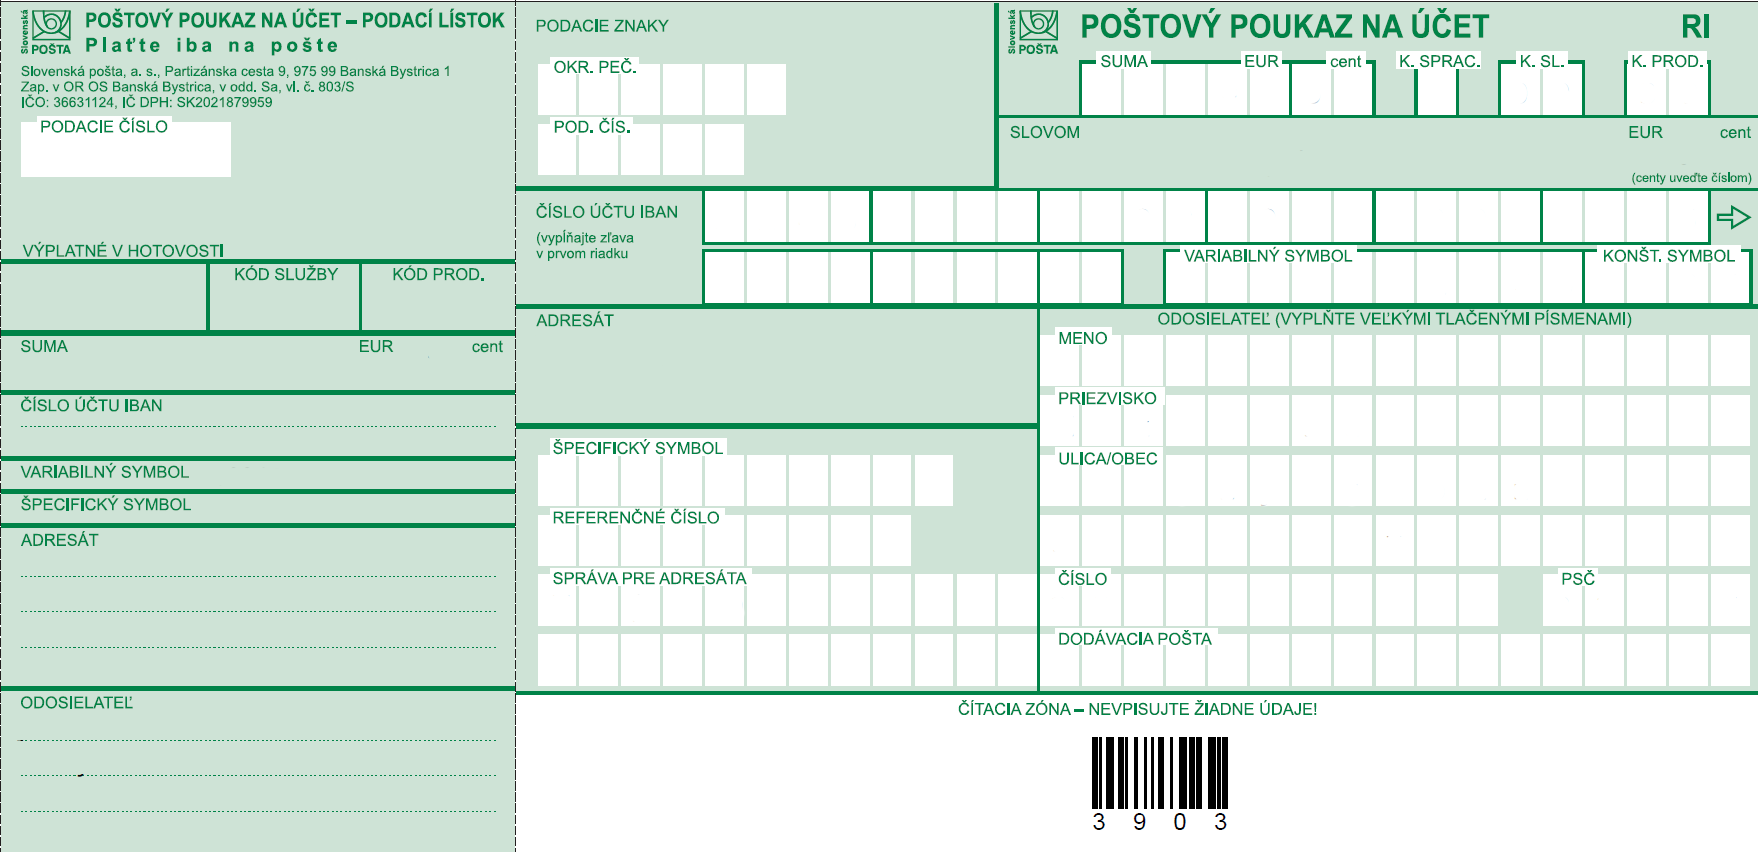 Slovenská
POŠTA
POŠTOVÝ POUKAZ NA ÚČET – PODACÍ LÍSTOK
Plaťte iba na pošte
Slovenská pošta, a. s., Partizánska cesta 9, 975 99 Banská Bystrica 1
Zap. v OR OS Banská Bystrica, v odd. Sa, vl. č. 803/S
IČO: 36631124, IČ DPH: SK2021879959
PODACIE ČÍSLO
VÝPLATNÉ V HOTOVOSTI
KÓD SLUŽBY KÓD PROD.
SUMA EUR cent
ČÍSLO ÚČTU IBAN
VARIABILNÝ SYMBOL
ŠPECIFICKÝ SYMBOL
ADRESÁT
ODOSIELATEĽ
PODACIE ZNAKY
OKR. PEČ.
POD. ČÍS.
Slovenská
POŠTA
POŠTOVÝ POUKAZ NA ÚČET RI
SUMA EUR cent K. SPRAC. K. SL. K. PROD.
SLOVOM EUR cent
(centy uveďte číslom)
ČÍSLO ÚČTU IBAN
(vypĺňajte zľava
v prvom riadku
VARIABILNÝ SYMBOL KONŠT. SYMBOL
ADRESÁT
ŠPECIFICKÝ SYMBOL
REFERENČNÉ ČÍSLO
SPRÁVA PRE ADRESÁTA
ODOSIELATEĽ (VYPLŇTE VEĽKÝMI TLAČENÝMI PÍSMENAMI)
MENO
PRIEZVISKO
ULICA/OBEC
ČÍSLO PSČ
DODÁVACIA POŠTA
ČÍTACIA ZÓNA – NEVPISUJTE ŽIADNE ÚDAJE!
3903